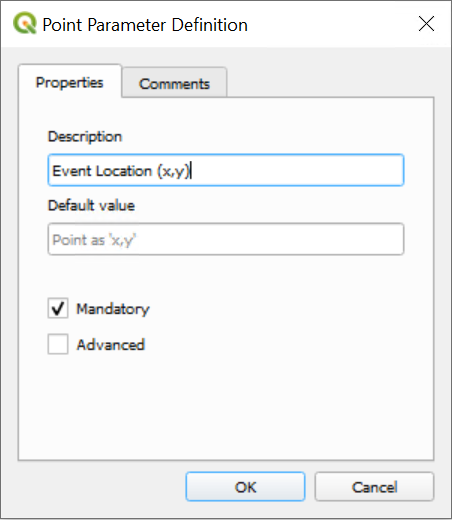 Point Parameter Definition
Properties
Comments
Description
Event Location (x,y)
Default value
Point as 'x,y'
Mandatory
Advanced
OK
Cancel